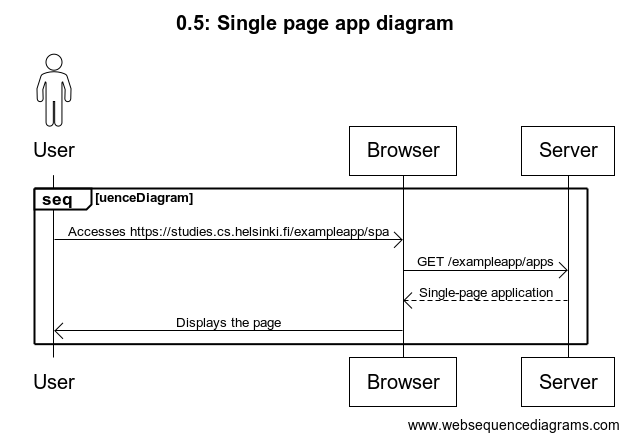 0.5: Single page app diagram
User
Browser
Server
seq [uenceDiagram]
Accesses https://studies.cs.helsinki.fi/exampleapp/spa
GET /exampleapp/apps
Single-page application
Displays the page
User
Browser
Server
www.websequencediagrams.com